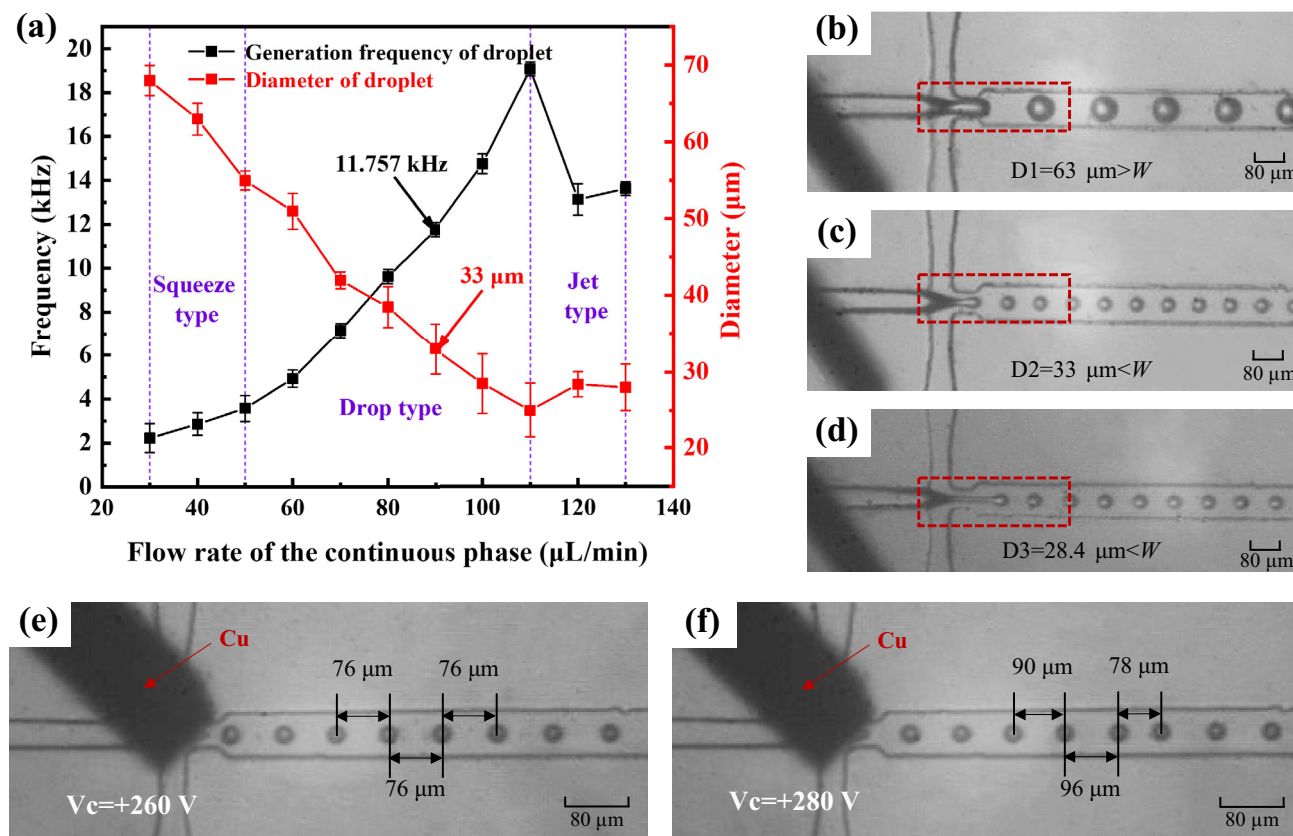 (a)
Generation frequency of droplet
Diameter of droplet
Frequency (kHz)
20
18
16
14
12
10
8
6
4
2
0
11.757 kHz
33 μm
Squeeze
type
Drop type
Jet
type
Diameter (μm)
70
60
50
40
30
20
20
40
60
80
100
120
140
Flow rate of the continuous phase (μL/min)
(b)
D1=63 μm>W
80 μm
(c)
D2=33 μm<W
80 μm
(d)
D3=28.4 μm<W
80 μm
(e)
Cu
76 μm
76 μm
76 μm
Vc=+260 V
80 μm
(f)
Cu
90 μm
78 μm
96 μm
Vc=+280 V
80 μm